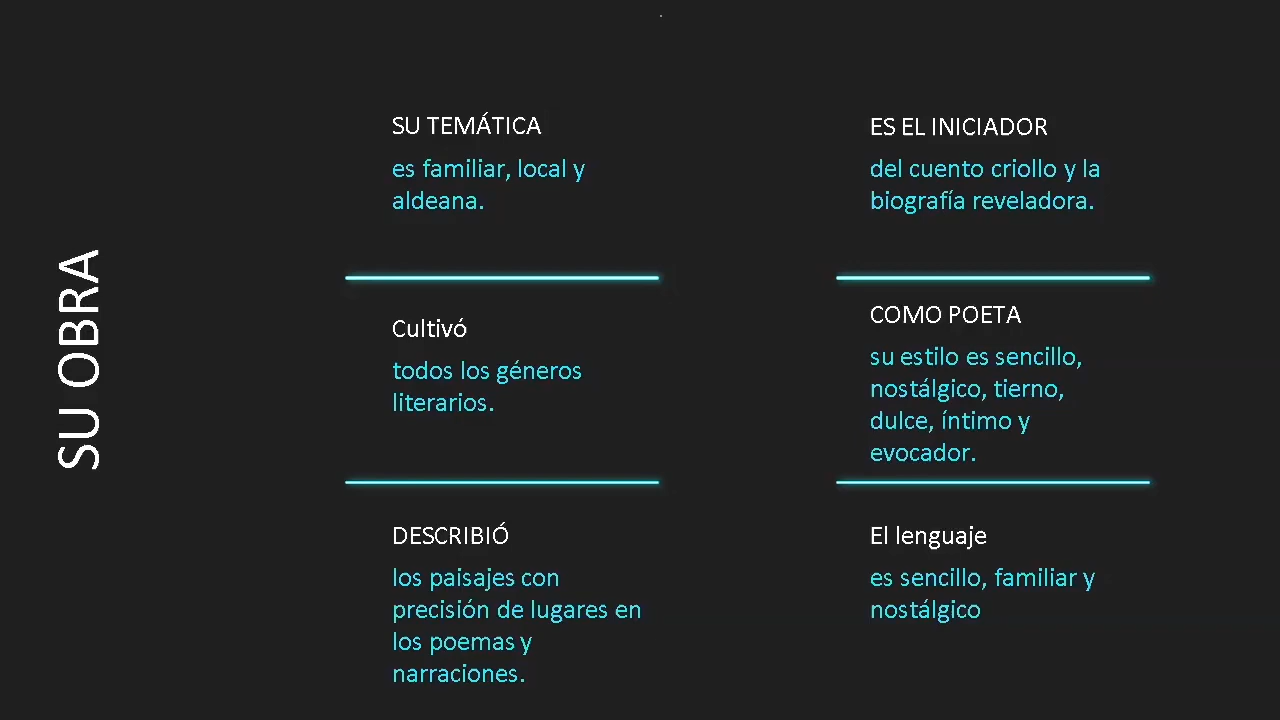 SU OBRA
SU TEMÁTICA
es familiar, local y
aldeana.
Cultivó
todos los géneros
literarios.
DESCRIBIÓ
los paisajes con
precisión de lugares en
los poemas y
narraciones.
ES EL INICIADOR
del cuento criollo y la
biografía reveladora.
COMO POETA
su estilo es sencillo,
nostálgico, tierno,
dulce, íntimo y
evocador.
El lenguaje
es sencillo, familiar y
nostálgico